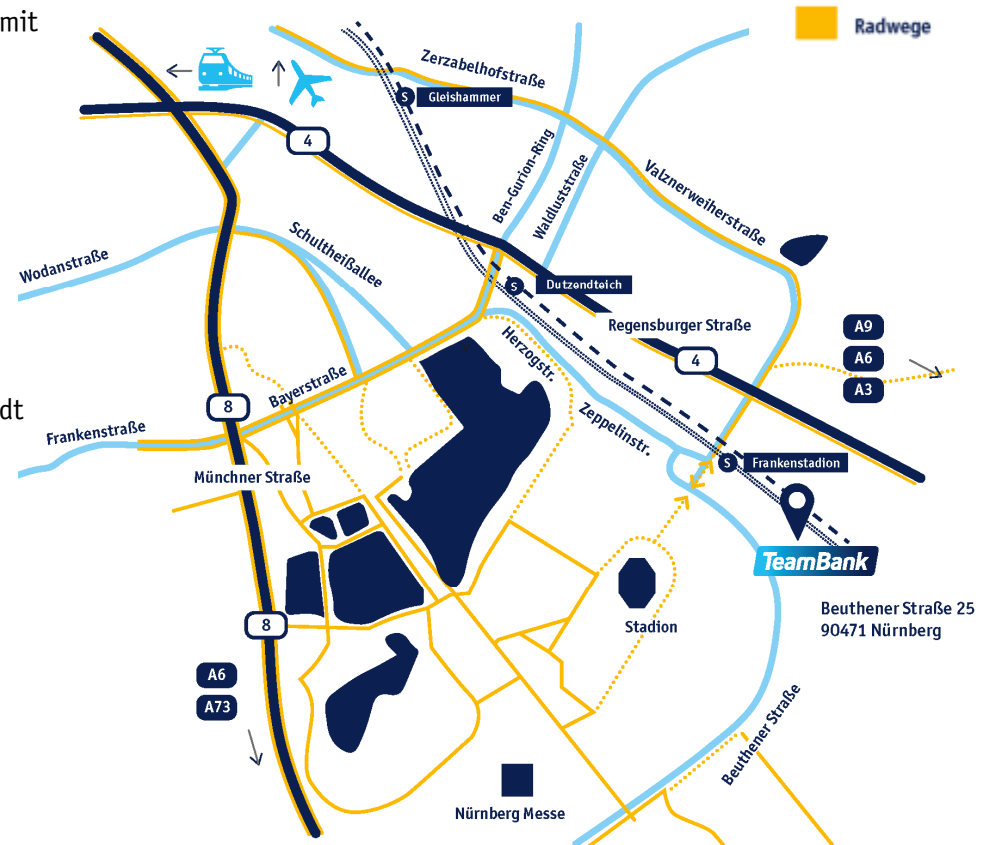 mit
Radwege
Zerzabelhofstraße
S
Gleishammer
4
Ben-Gurion-Ring
Waldluststraße
Valznerweiherstraße
Wodanstraße
Schultheißallee
S
Dutzendteich
Regensburger Straße
4
A9
A6
A3
Herzogstr.
Bayerstraße
8
dt
Frankenstraße
Zeppelinstr.
Münchner Straße
S
Frankenstadion
TeamBank
Beuthener Straße 25
90471 Nürnberg
Stadion
8
A6
A73
Beuthener Straße
Nürnberg Messe